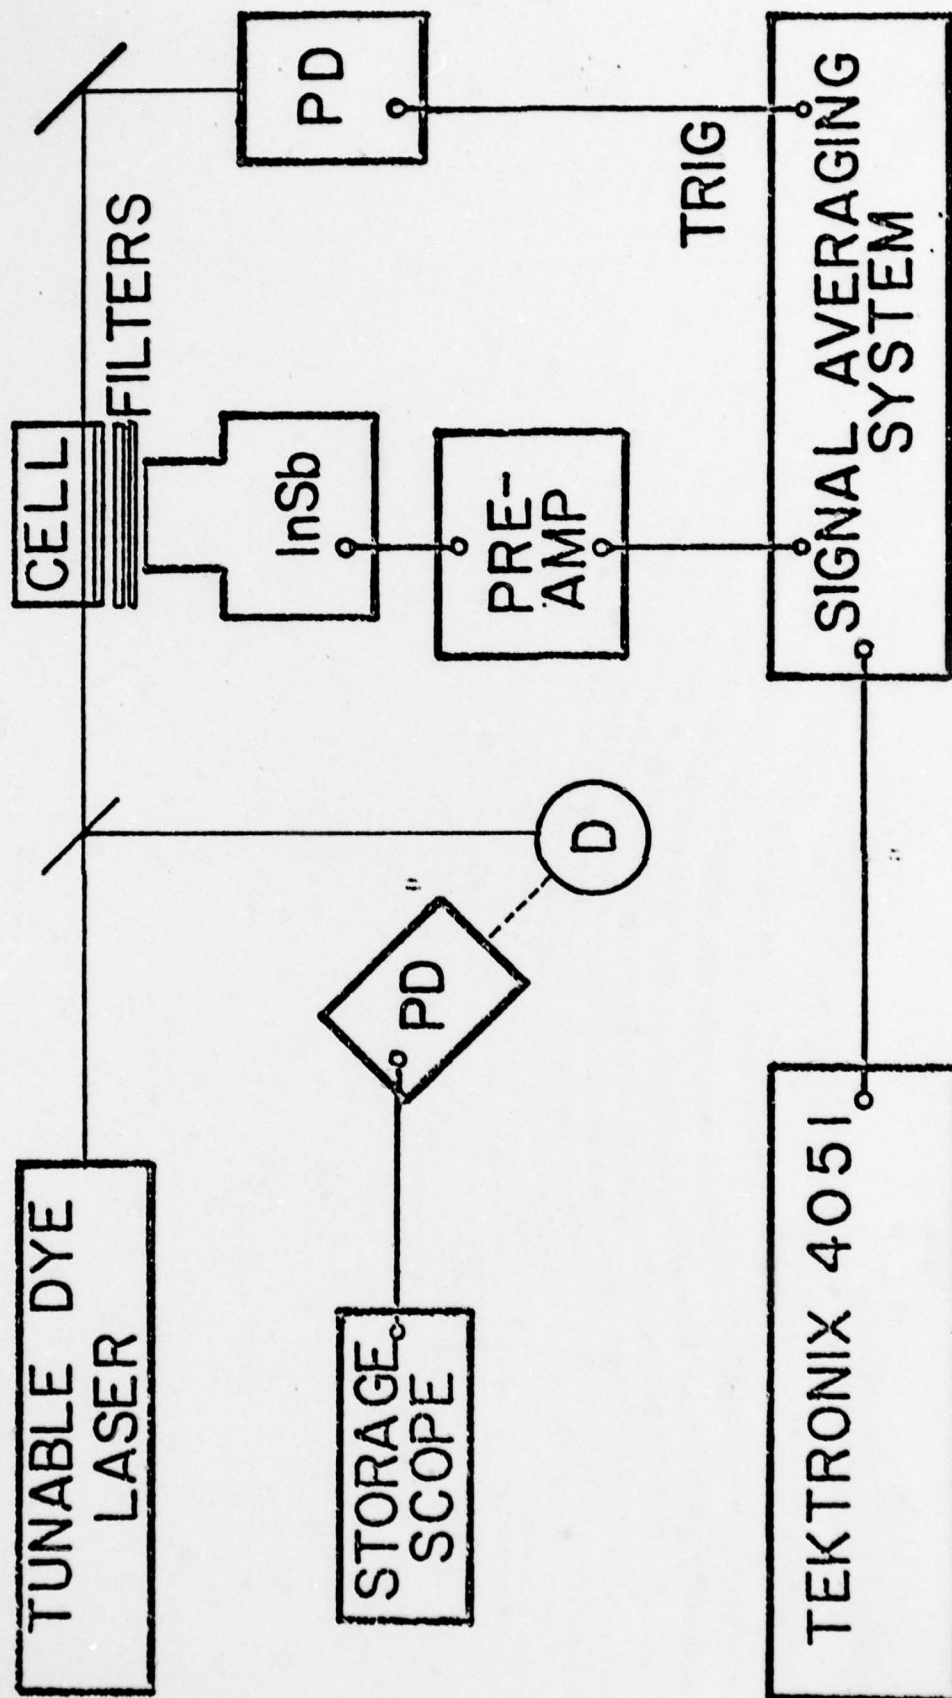 TUNABLE DYE
LASER
CELL
FILTERS
PD
InSb
PRE-
AMP
TRIG
D
PD
STORAGE
SCOPE
SIGNAL AVERAGING
SYSTEM
TEKTRONIX 4051